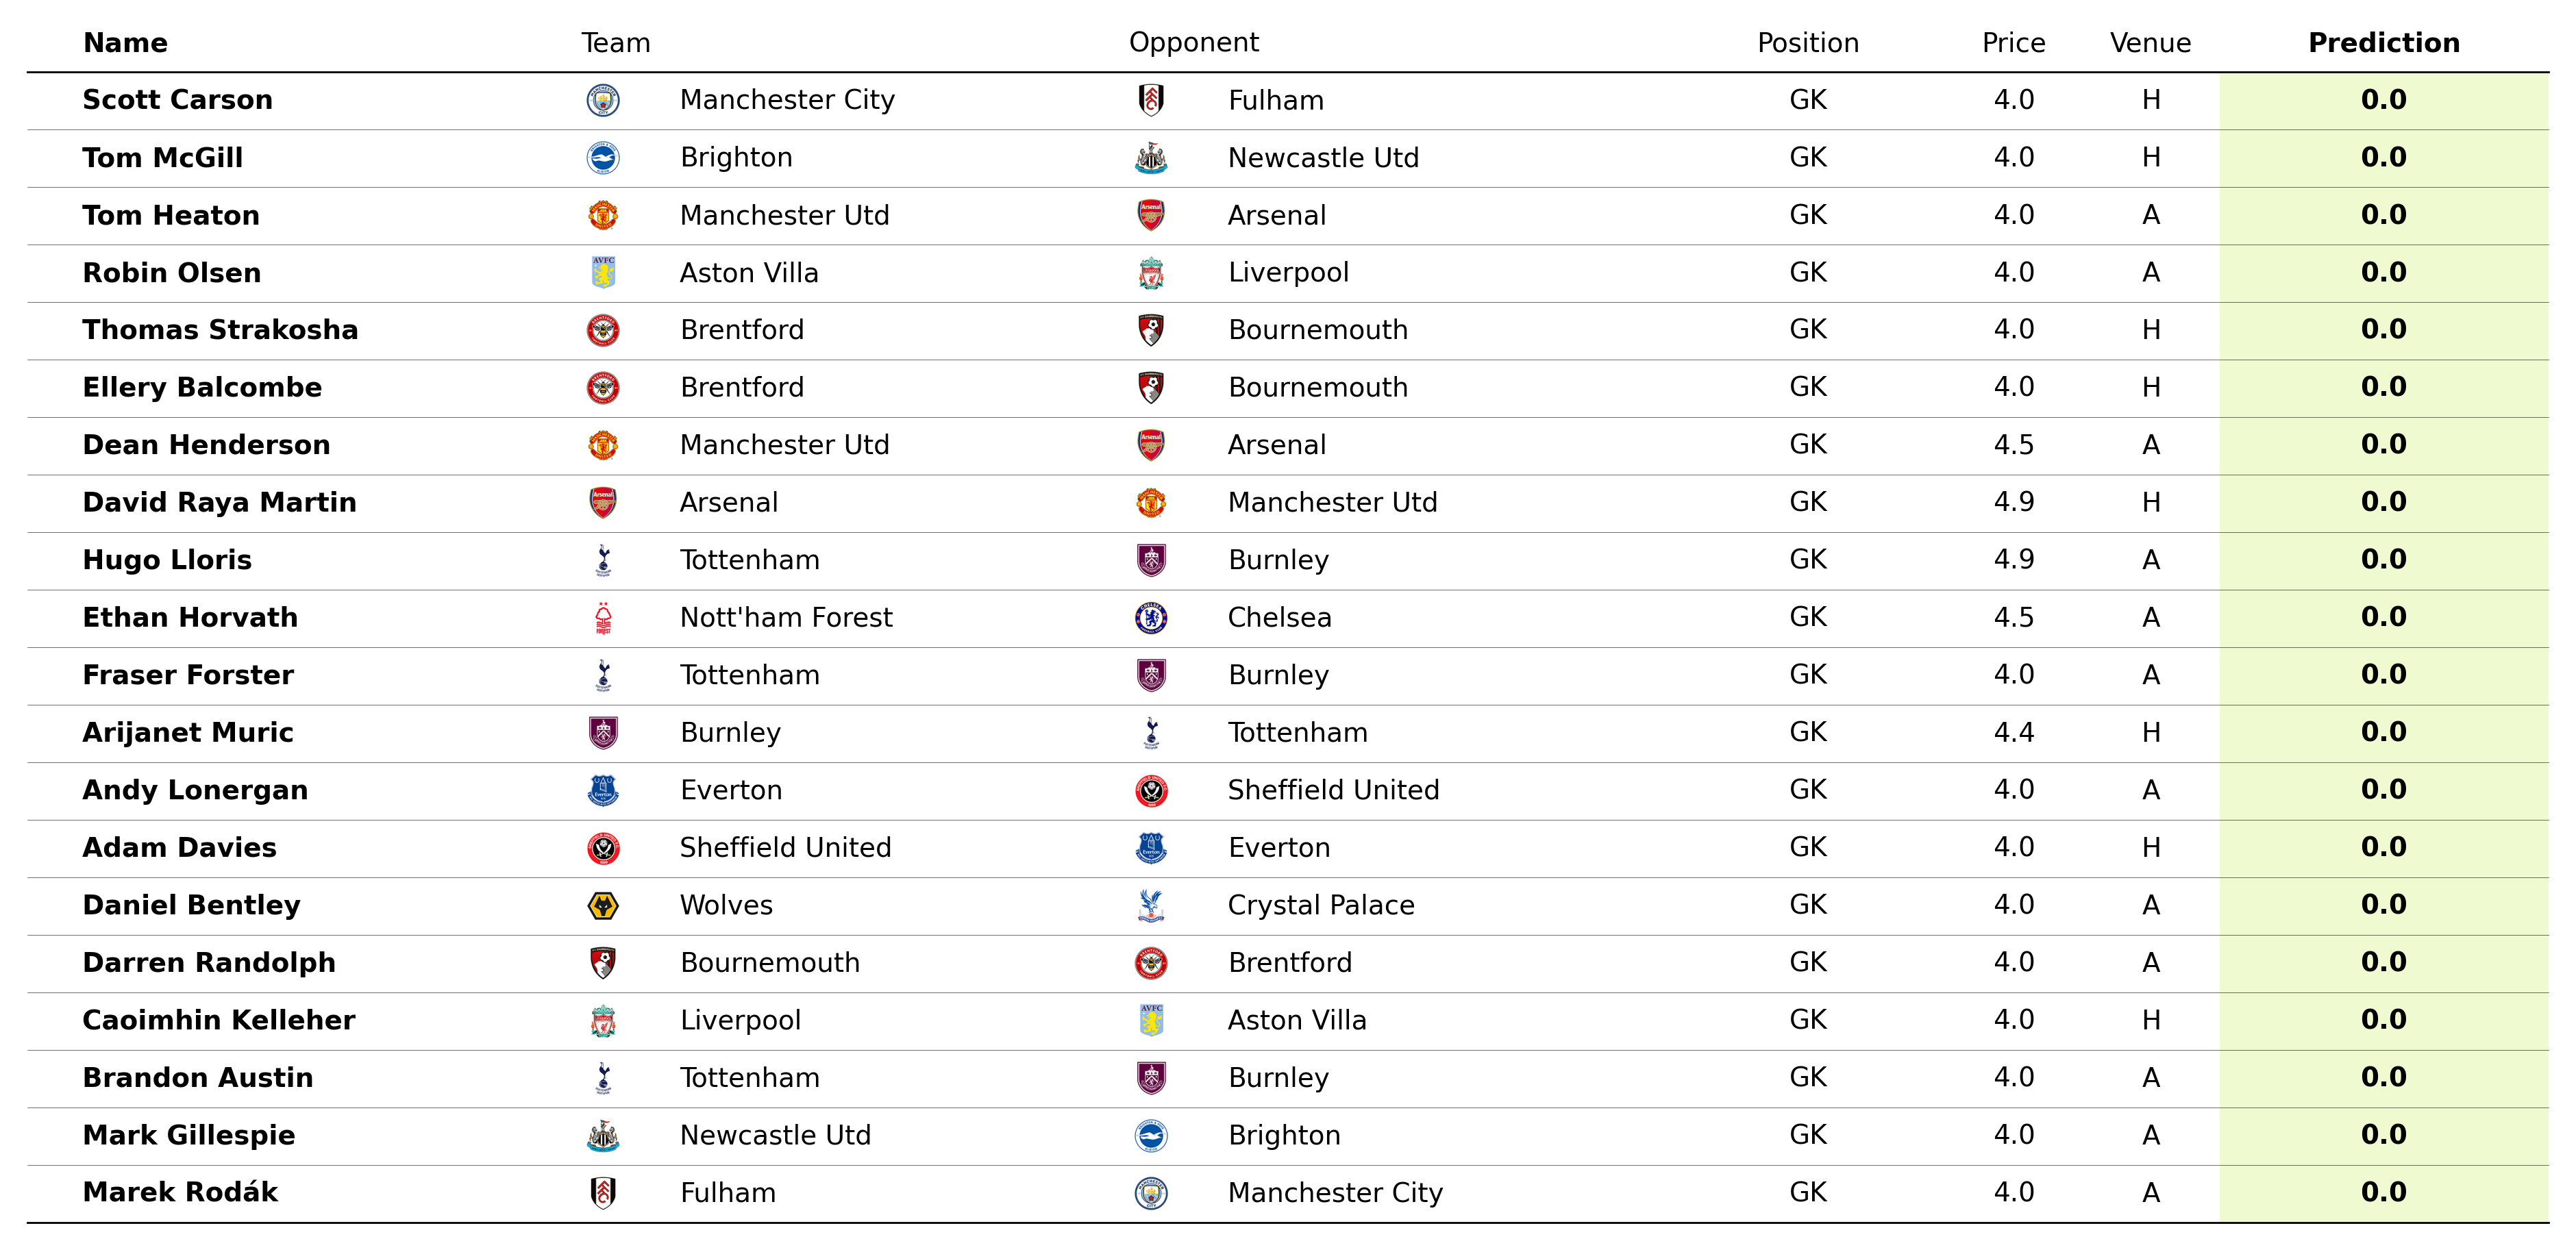 Name Team Opponent Position Price Venue Prediction
Scott Carson Manchester City Fulham GK 4.0 H 0.0
Tom McGill Brighton Newcastle Utd GK 4.0 H 0.0
Tom Heaton Manchester Utd Arsenal GK 4.0 A 0.0
Robin Olsen Aston Villa Liverpool GK 4.0 A 0.0
Thomas Strakosha Brentford Bournemouth GK 4.0 H 0.0
Ellery Balcombe Brentford Bournemouth GK 4.0 H 0.0
Dean Henderson Manchester Utd Arsenal GK 4.5 A 0.0
David Raya Martin Arsenal Manchester Utd GK 4.9 H 0.0
Hugo Lloris Tottenham Burnley GK 4.9 A 0.0
Ethan Horvath Nott'ham Forest Chelsea GK 4.5 A 0.0
Fraser Forster Tottenham Burnley GK 4.0 A 0.0
Arijanet Muric Burnley Tottenham GK 4.4 H 0.0
Andy Lonergan Everton Sheffield United GK 4.0 A 0.0
Adam Davies Sheffield United Everton GK 4.0 H 0.0
Daniel Bentley Wolves Crystal Palace GK 4.0 A 0.0
Darren Randolph Bournemouth Brentford GK 4.0 A 0.0
Caoimhin Kelleher Liverpool Aston Villa GK 4.0 H 0.0
Brandon Austin Tottenham Burnley GK 4.0 A 0.0
Mark Gillespie Newcastle Utd Brighton GK 4.0 A 0.0
Marek Rodák Fulham Manchester City GK 4.0 A 0.0